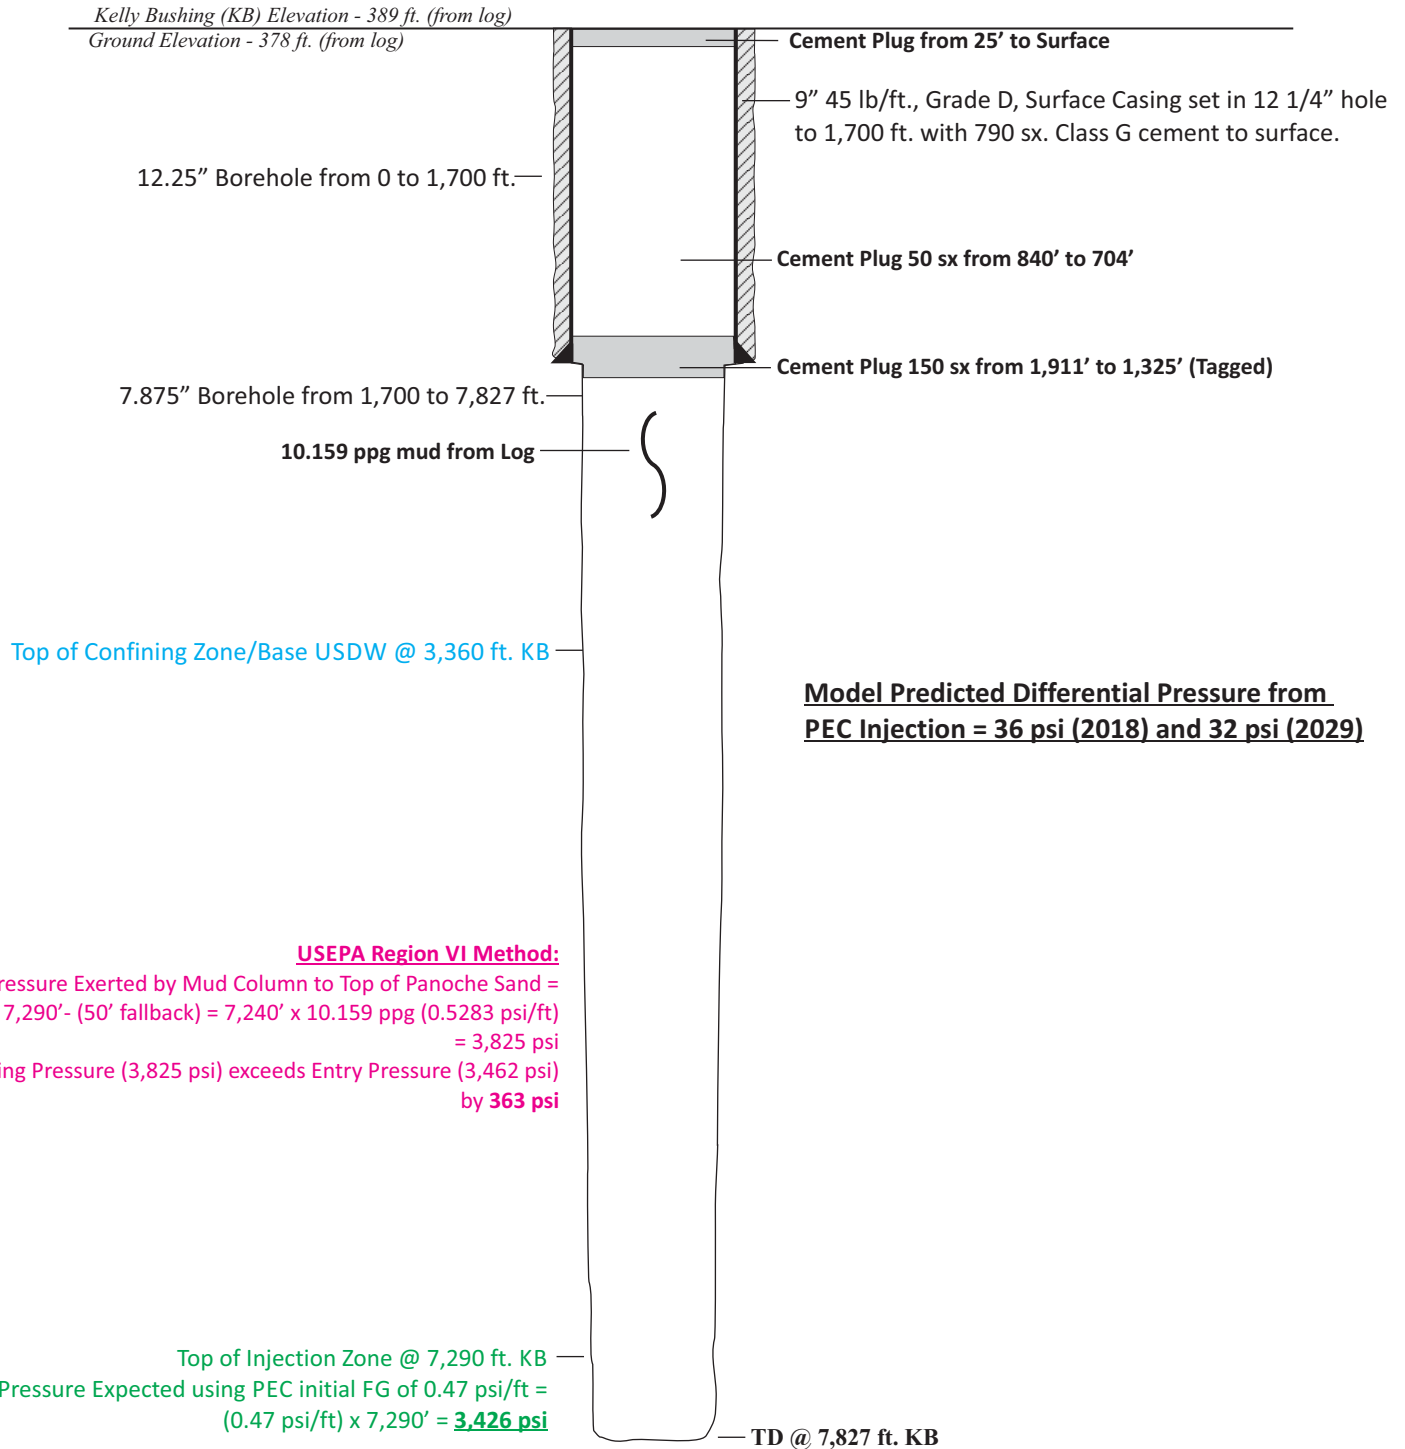 Kelly Bushing (KB) Elevation - 389 ft. (from log)
Ground Elevation - 378 ft. (from log)
Cement Plug from 25’ to Surface
9” 45 lb/ft., Grade D, Surface Casing set in 12 1/4” hole
to 1,700 ft. with 790 sx. Class G cement to surface.
12.25” Borehole from 0 to 1,700 ft.
Cement Plug 50 sx from 840’ to 704’
Cement Plug 150 sx from 1,911’ to 1,325’ (Tagged)
7.875” Borehole from 1,700 to 7,827 ft.
10.159 ppg mud from Log
Top of Confining Zone/Base USDW @ 3,360 ft. KB
Model Predicted Differential Pressure from
PEC Injection = 36 psi (2018) and 32 psi (2029)
USEPA Region VI Method:
ressure Exerted by Mud Column to Top of Panoche Sand =
7,290’- (50’ fallback) = 7,240’ x 10.159 ppg (0.5283 psi/ft)
= 3,825 psi
ing Pressure (3,825 psi) exceeds Entry Pressure (3,462 psi)
by 363 psi
Top of Injection Zone @ 7,290 ft. KB
Pressure Expected using PEC initial FG of 0.47 psi/ft =
(0.47 psi/ft) x 7,290’ = 3,426 psi
TD @ 7,827 ft. KB